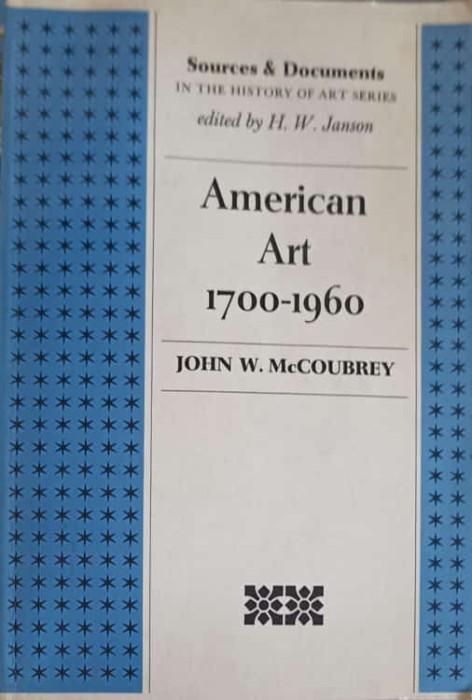 Sources & Documents
IN THE HISTORY OF ART SERIES
edited by H. W. Janson
American
Art
1700-1960
JOHN W. McCOUBREY